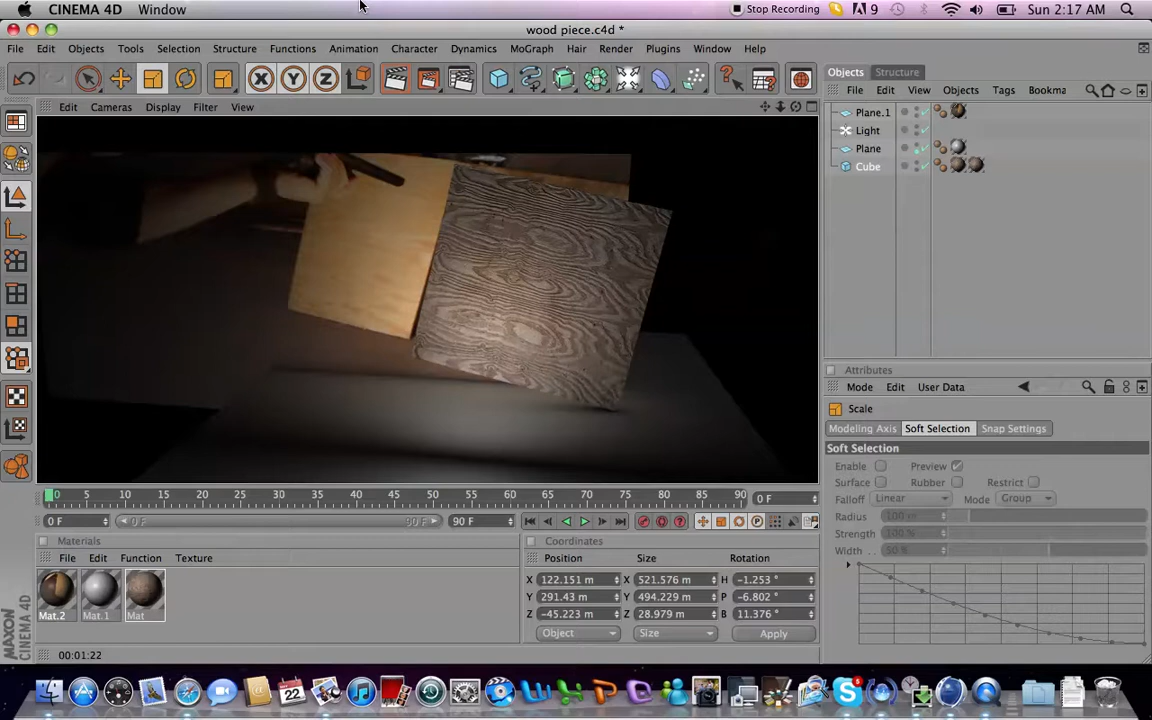 CINEMA 4D Window Stop Recording 9 Sun 2:17 AM
wood piece.c4d *
File Edit Objects Tools Selection Structure Functions Animation Character Dynamics MoGraph Hair Render Plugins Window Help
X Y Z
Objects Structure
File Edit View Objects Tags Bookma
Edit Cameras Display Filter View
Plane.1
Light
Plane
Cube
Attributes
Mode Edit User Data
Scale
Modeling Axis Soft Selection Snap Settings
Soft Selection
Enable Preview
Surface Rubber Restrict
Falloff Linear Mode Group
Radius
Strength 100 %
Width . . 50 %
0 5 10 15 20 25 30 35 40 45 50 55 60 65 70 75 80 85 90 0 F
0 F 0 F 90 F 90 F
Materials
File Edit Function Texture
Mat.2 Mat.1 Mat
Coordinates
Position Size Rotation
X 122.151 m X 521.576 m H -1.253 °
Y 291.43 m Y 494.229 m P -6.802 °
Z -45.223 m Z 28.979 m B 11.376 °
Object Size Apply
MAXON
CINEMA 4D
00:01:22